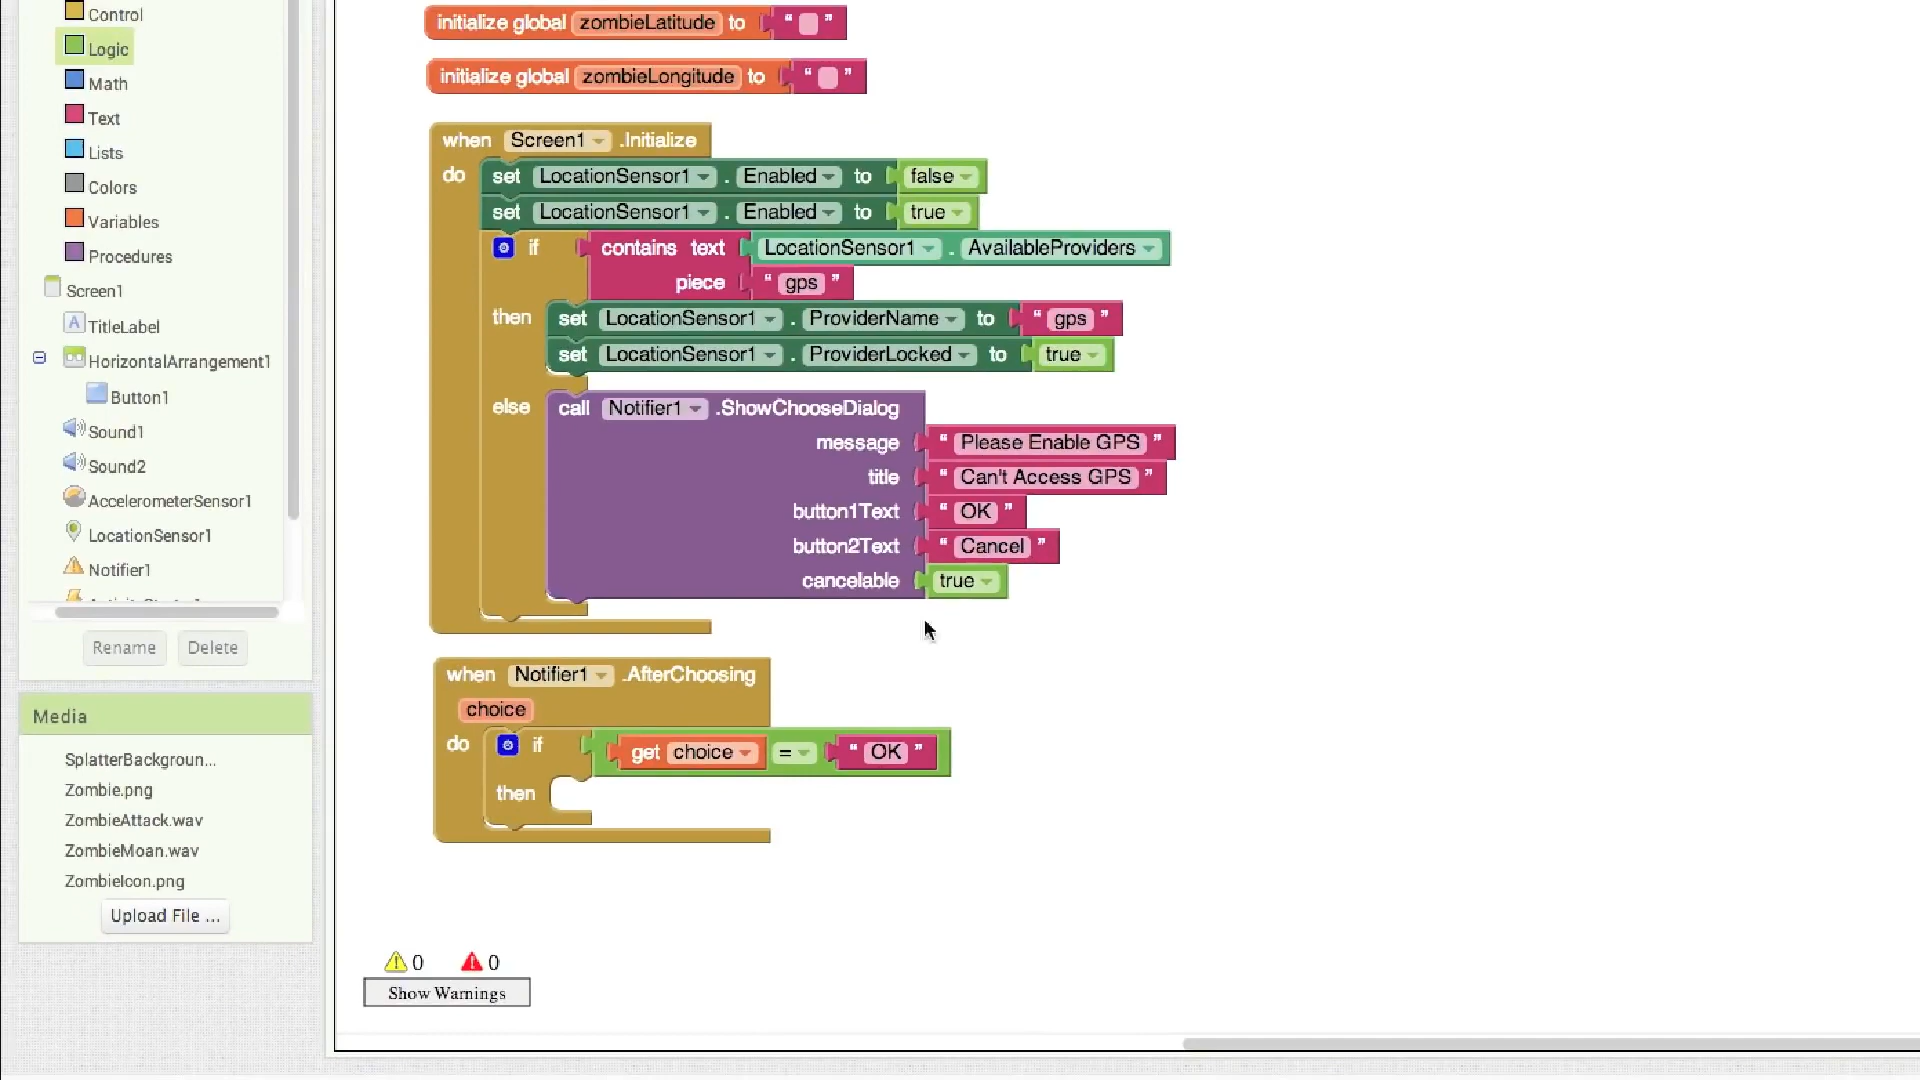 Control
Logic
Math
Text
Lists
Colors
Variables
Procedures
Screen1
TitleLabel
HorizontalArrangement1
Button1
Sound1
Sound2
AccelerometerSensor1
LocationSensor1
Notifier1
Rename
Delete
Media
SplatterBackgroun...
Zombie.png
ZombieAttack.wav
ZombieMoan.wav
ZombieIcon.png
Upload File ...
initialize global zombieLatitude to " "
initialize global zombieLongitude to " "
when Screen1 .Initialize
do set LocationSensor1 . Enabled to false
set LocationSensor1 . Enabled to true
if contains text LocationSensor1 . AvailableProviders
piece " gps "
then set LocationSensor1 . ProviderName to " gps "
set LocationSensor1 . ProviderLocked to true
else call Notifier1 .ShowChooseDialog
message " Please Enable GPS "
title " Can't Access GPS "
button1Text " OK "
button2Text " Cancel "
cancelable true
when Notifier1 .AfterChoosing
choice
do if get choice = " OK "
then
0 0
Show Warnings